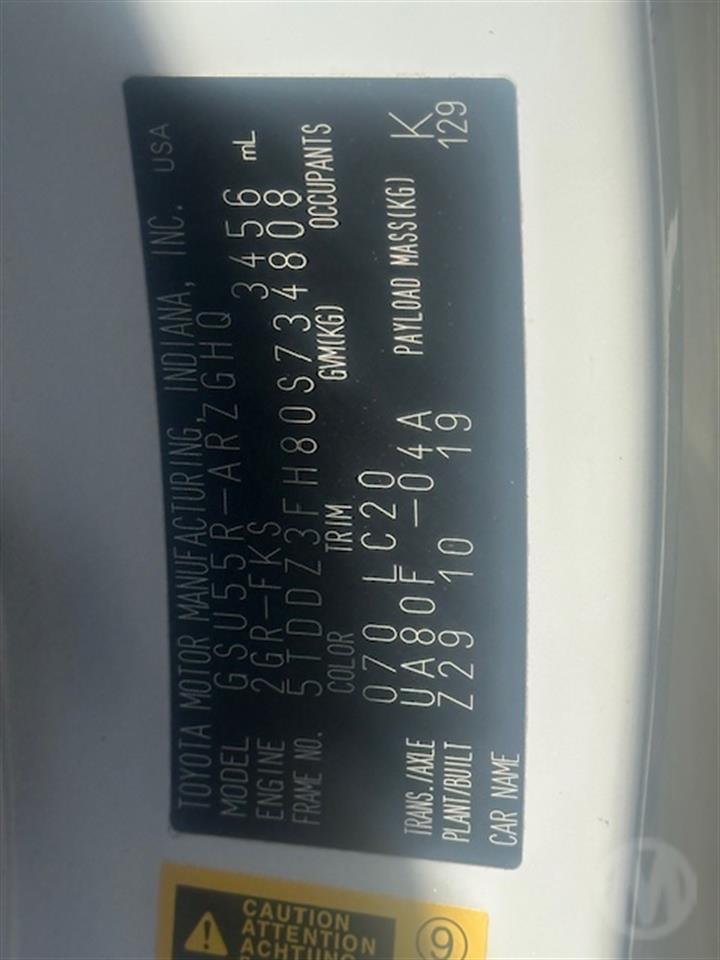 TOYOTA MOTOR MANUFACTURING, INDIANA, INC. USA
MODEL GSU55R-ARZGHQ
ENGINE 2GR-FKS 3456 mL
FRAME NO. 5TDDZ3FH80S734808
COLOR TRIM GVM(KG) OCCUPANTS
070 LC20
TRANS./AXLE UA80F -04A PAYLOAD MASS(KG) K
PLANT/BUILT Z29 10 19 129
CAR NAME
CAUTION
ATTENTION
ACHTUNG
9
M